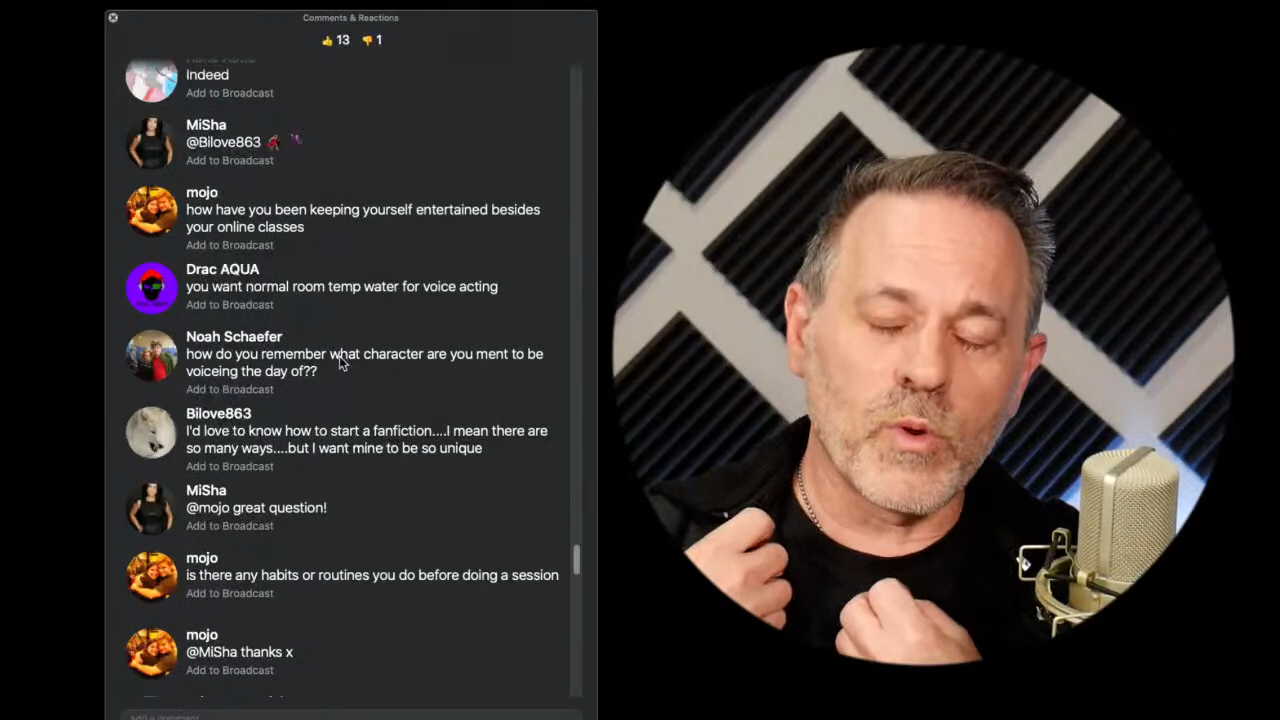 Comments & Reactions
👍 13 👎 1
Indeed
Add to Broadcast
MiSha
@Bilove863 💃
Add to Broadcast
mojo
how have you been keeping yourself entertained besides
your online classes
Add to Broadcast
Drac AQUA
you want normal room temp water for voice acting
Add to Broadcast
Noah Schaefer
how do you remember what character are you ment to be
voiceing the day of??
Add to Broadcast
Bilove863
I'd love to know how to start a fanfiction....I mean there are
so many ways....but I want mine to be so unique
Add to Broadcast
MiSha
@mojo great question!
Add to Broadcast
mojo
is there any habits or routines you do before doing a session
Add to Broadcast
mojo
@MiSha thanks x
Add to Broadcast
Add a comment